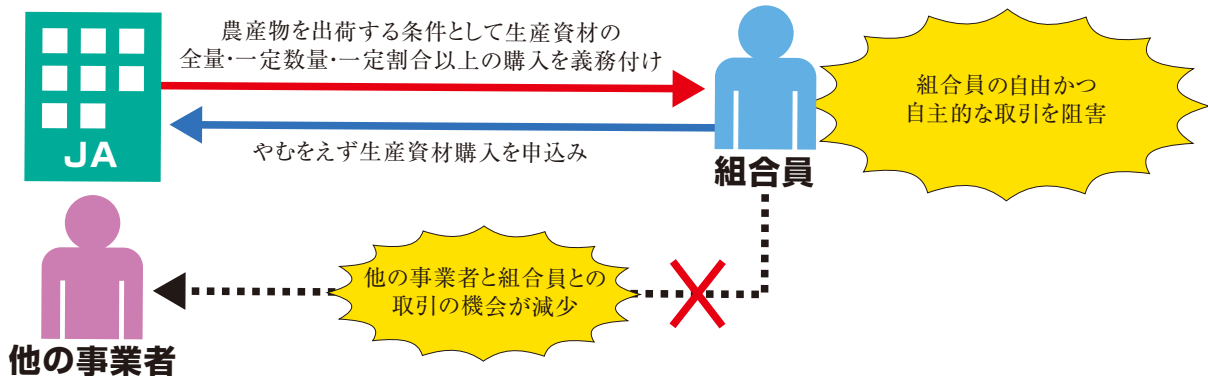 農産物を出荷する条件として生産資材の
全量・一定数量・一定割合以上の購入を義務付け
組合員の自由かつ
自主的な取引を阻害
やむをえず生産資材購入を申込み
JA
組合員
他の事業者と組合員との
取引の機会が減少
他の事業者